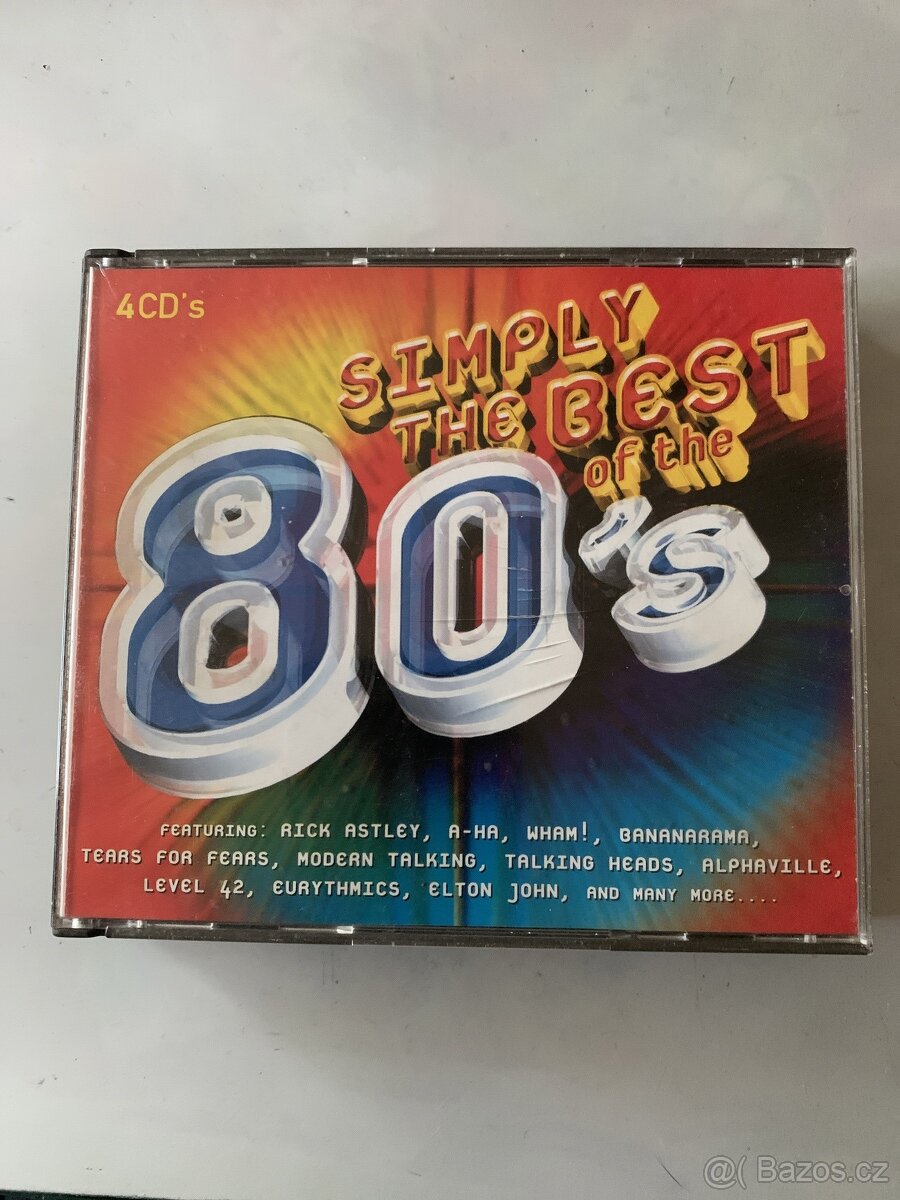 4CD's
SIMPLY
THE BEST
of the
80's
FEATURING: RICK ASTLEY, A-HA, WHAM!, BANANARAMA,
TEARS FOR FEARS, MODERN TALKING, TALKING HEADS, ALPHAVILLE,
LEVEL 42, EURYTHMICS, ELTON JOHN, AND MANY MORE....
@( Bazos.cz